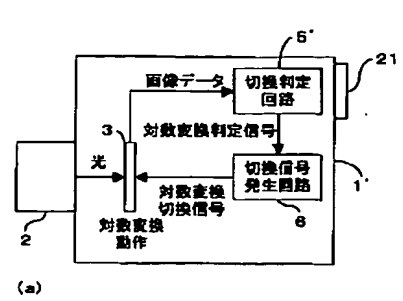 5'
21
画像データ
切換判定
回路
3
対数変換判定信号
光
対数変換
切換信号
切換信号
発生回路
1'
2
対数変換
動作
6
(a)